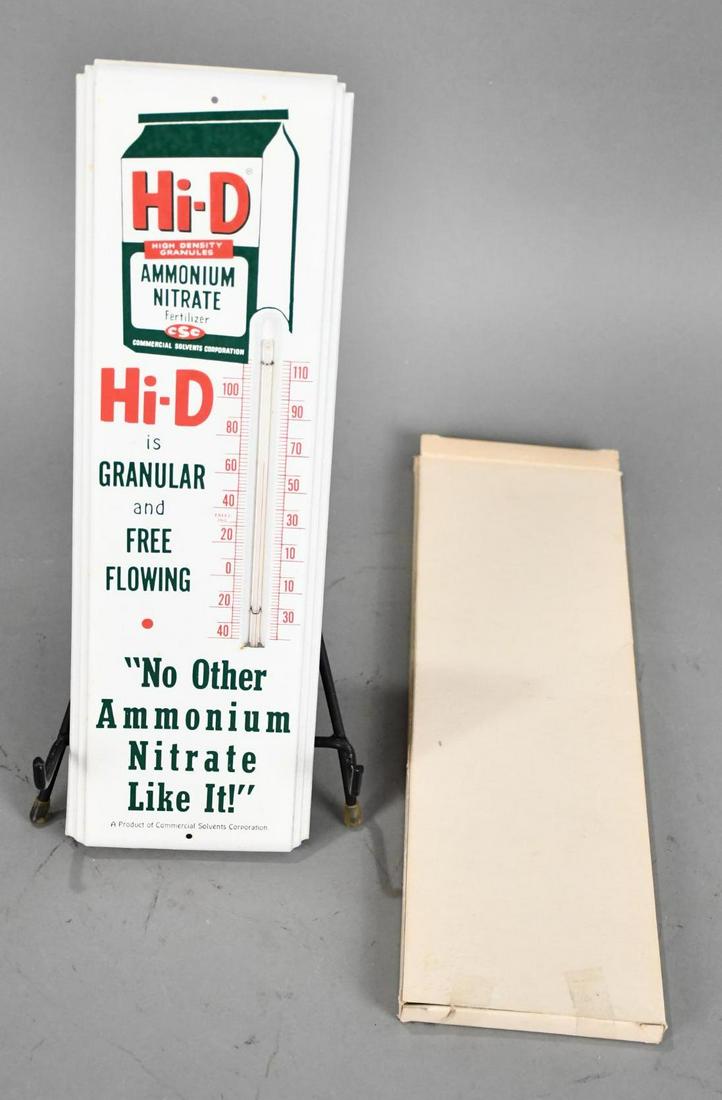 Hi-D®
HIGH DENSITY
GRANULES
AMMONIUM
NITRATE
Fertilizer
CSC
COMMERCIAL SOLVENTS CORPORATION
Hi-D
is
GRANULAR
and
FREE
FLOWING
110
100
90
80
70
60
50
40
30
20
10
0
10
20
30
40
"No Other
Ammonium
Nitrate
Like It!"
A Product of Commercial Solvents Corporation